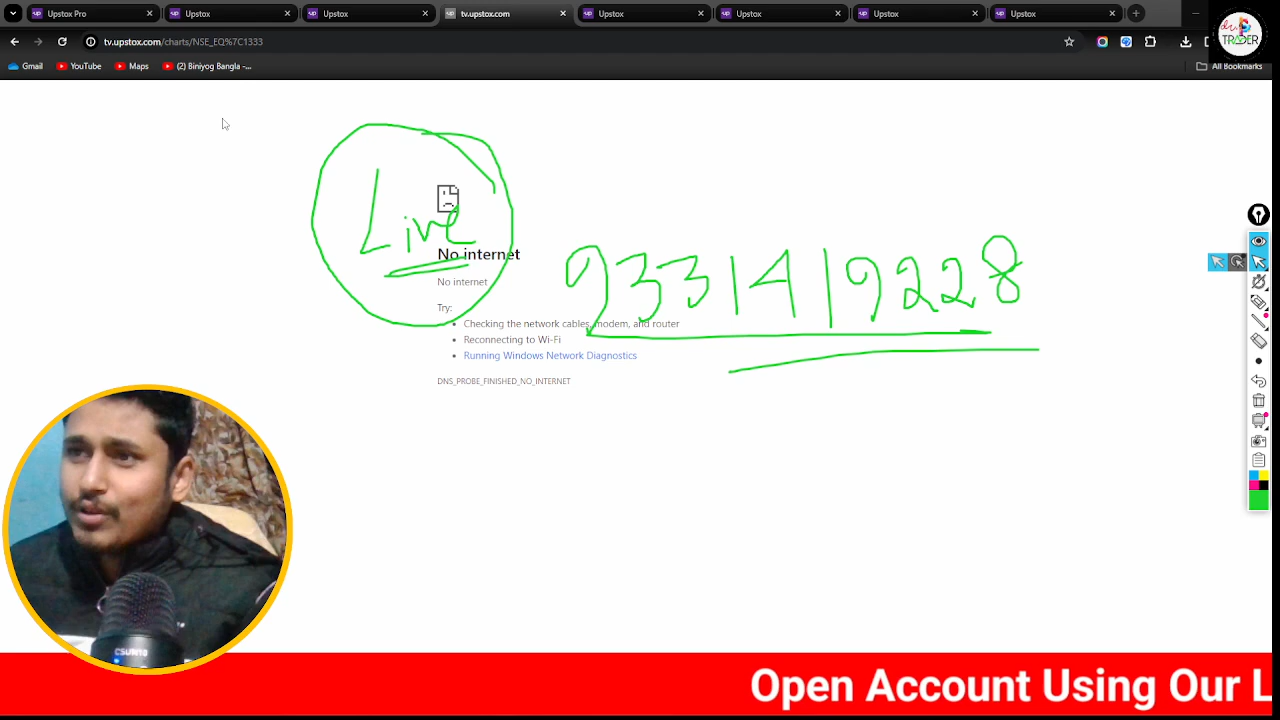 Upstox Pro
Upstox
Upstox
tv.upstox.com
Upstox
Upstox
Upstox
Upstox
tv.upstox.com/charts/NSE_EQ%7C1333
Gmail
YouTube
Maps
(2) Biniyog Bangla -...
All Bookmarks
TRADER
Live
9331419228
No internet
No internet
Try:
Checking the network cables, modem, and router
Reconnecting to Wi-Fi
Running Windows Network Diagnostics
DNS_PROBE_FINISHED_NO_INTERNET
Open Account Using Our L